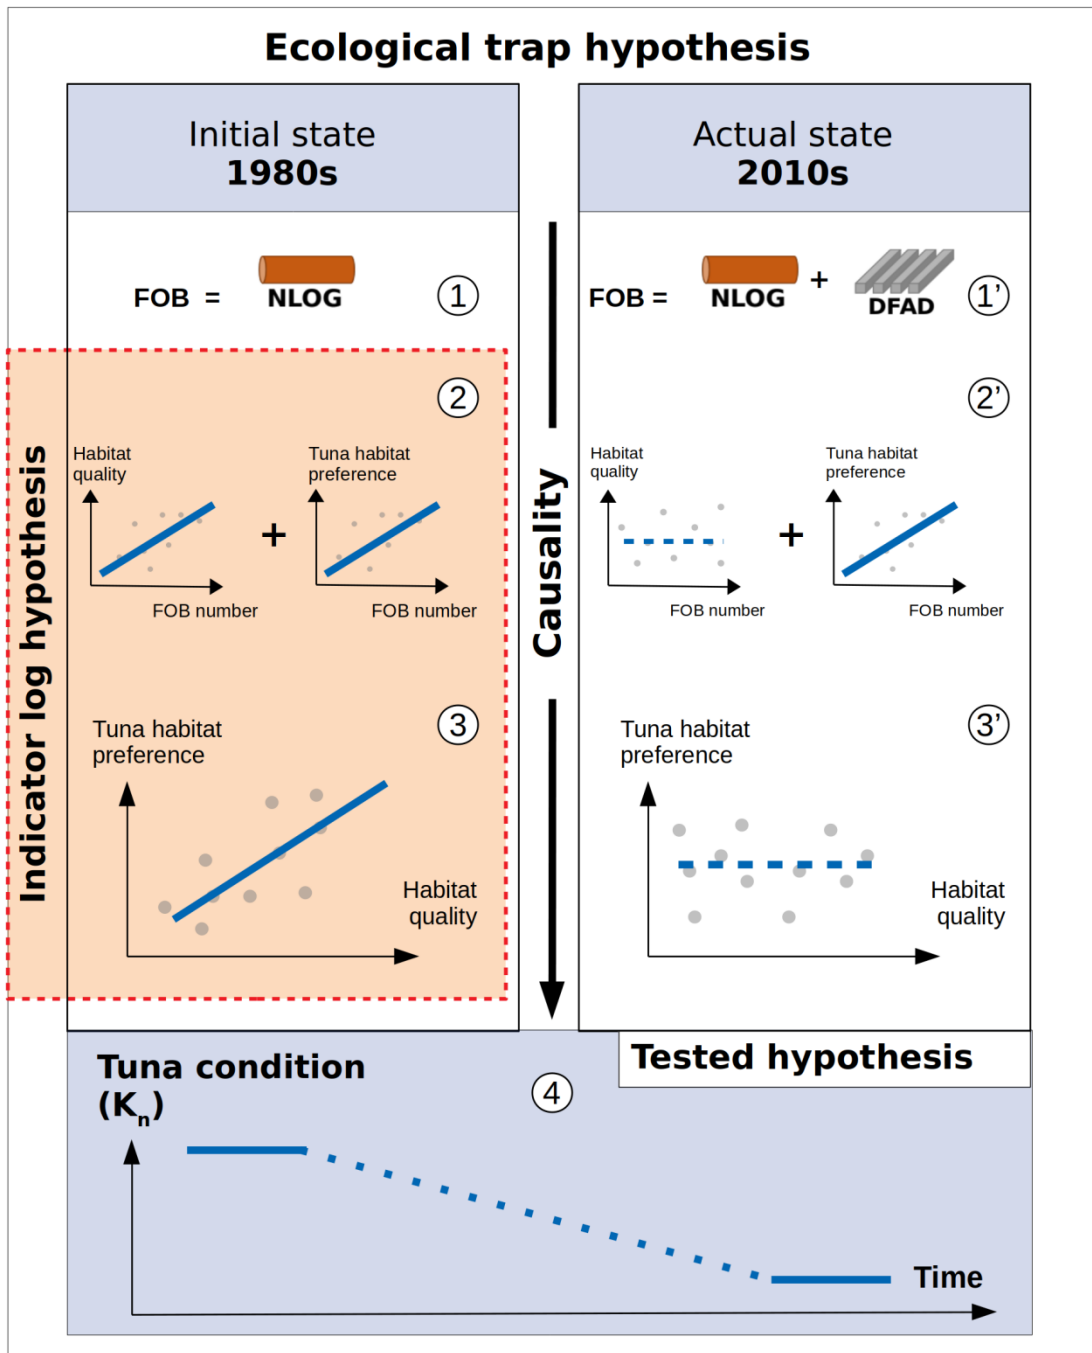 Ecological trap hypothesis
Initial state
1980s
FOB =
NLOG
1
Indicator log hypothesis
2
Habitat
quality
FOB number
+
Tuna habitat
preference
FOB number
3
Tuna habitat
preference
Habitat
quality
Causality
Actual state
2010s
FOB =
NLOG
+
DFAD
1’
2’
Habitat
quality
FOB number
+
Tuna habitat
preference
FOB number
3’
Tuna habitat
preference
Habitat
quality
Tested hypothesis
Tuna condition
(Kn)
4
Time